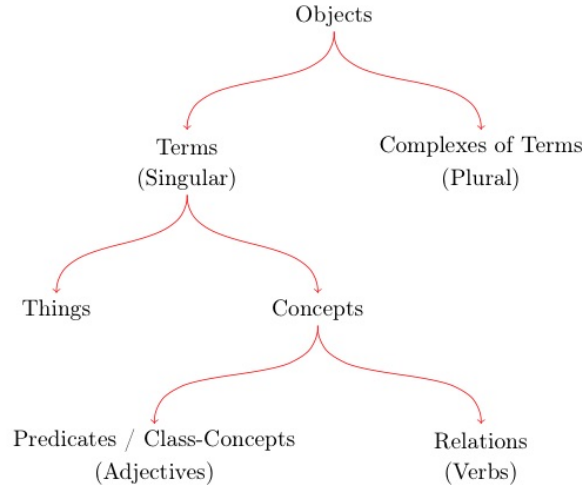 Objects
Terms
(Singular)
Complexes of Terms
(Plural)
Things
Concepts
Predicates / Class-Concepts
(Adjectives)
Relations
(Verbs)